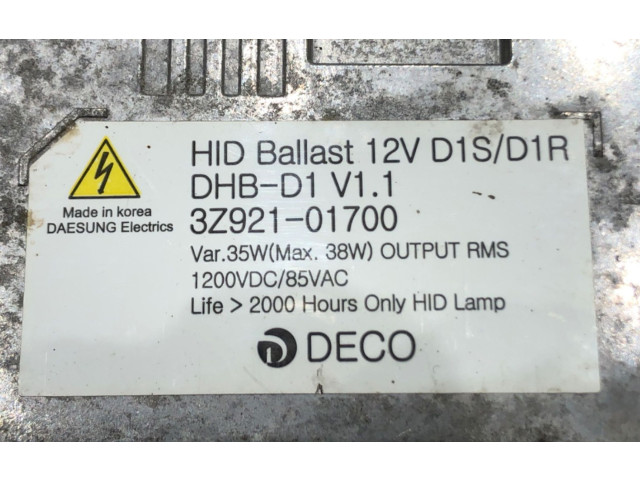 HID Ballast 12V D1S/D1R
DHB-D1 V1.1
Made in korea
DAESUNG Electrics
3Z921-01700
Var.35W(Max. 38W) OUTPUT RMS
1200VDC/85VAC
Life > 2000 Hours Only HID Lamp
DECO
A